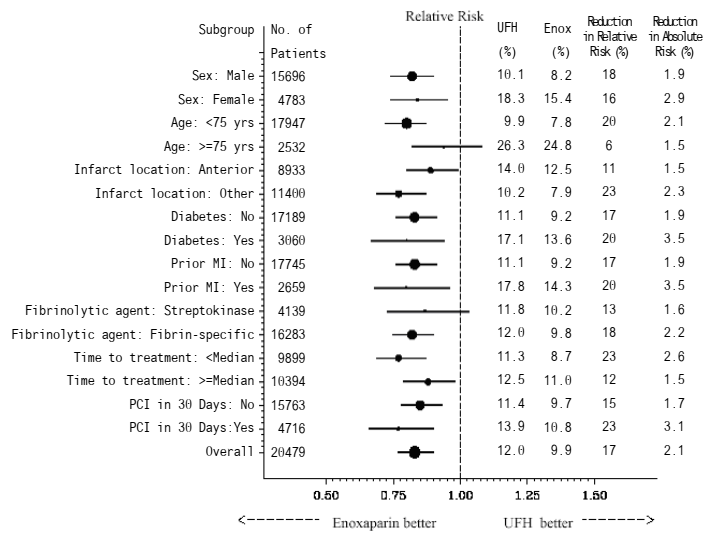 Relative Risk
Subgroup No. of Patients UFH (%) Enox (%) Reduction in Relative Risk (%) Reduction in Absolute Risk (%)
Sex: Male 15696 10.1 8.2 18 1.9
Sex: Female 4783 18.3 15.4 16 2.9
Age: <75 yrs 17947 9.9 7.8 20 2.1
Age: >=75 yrs 2532 26.3 24.8 6 1.5
Infarct location: Anterior 8933 14.0 12.5 11 1.5
Infarct location: Other 11400 10.2 7.9 23 2.3
Diabetes: No 17189 11.1 9.2 17 1.9
Diabetes: Yes 3060 17.1 13.6 20 3.5
Prior MI: No 17745 11.1 9.2 17 1.9
Prior MI: Yes 2659 17.8 14.3 20 3.5
Fibrinolytic agent: Streptokinase 4139 11.8 10.2 13 1.6
Fibrinolytic agent: Fibrin-specific 16283 12.0 9.8 18 2.2
Time to treatment: <Median 9899 11.3 8.7 23 2.6
Time to treatment: >=Median 10394 12.5 11.0 12 1.5
PCI in 30 Days: No 15763 11.4 9.7 15 1.7
PCI in 30 Days:Yes 4716 13.9 10.8 23 3.1
Overall 20479 12.0 9.9 17 2.1
0.50 0.75 1.00 1.25 1.50
Enoxaparin better UFH better